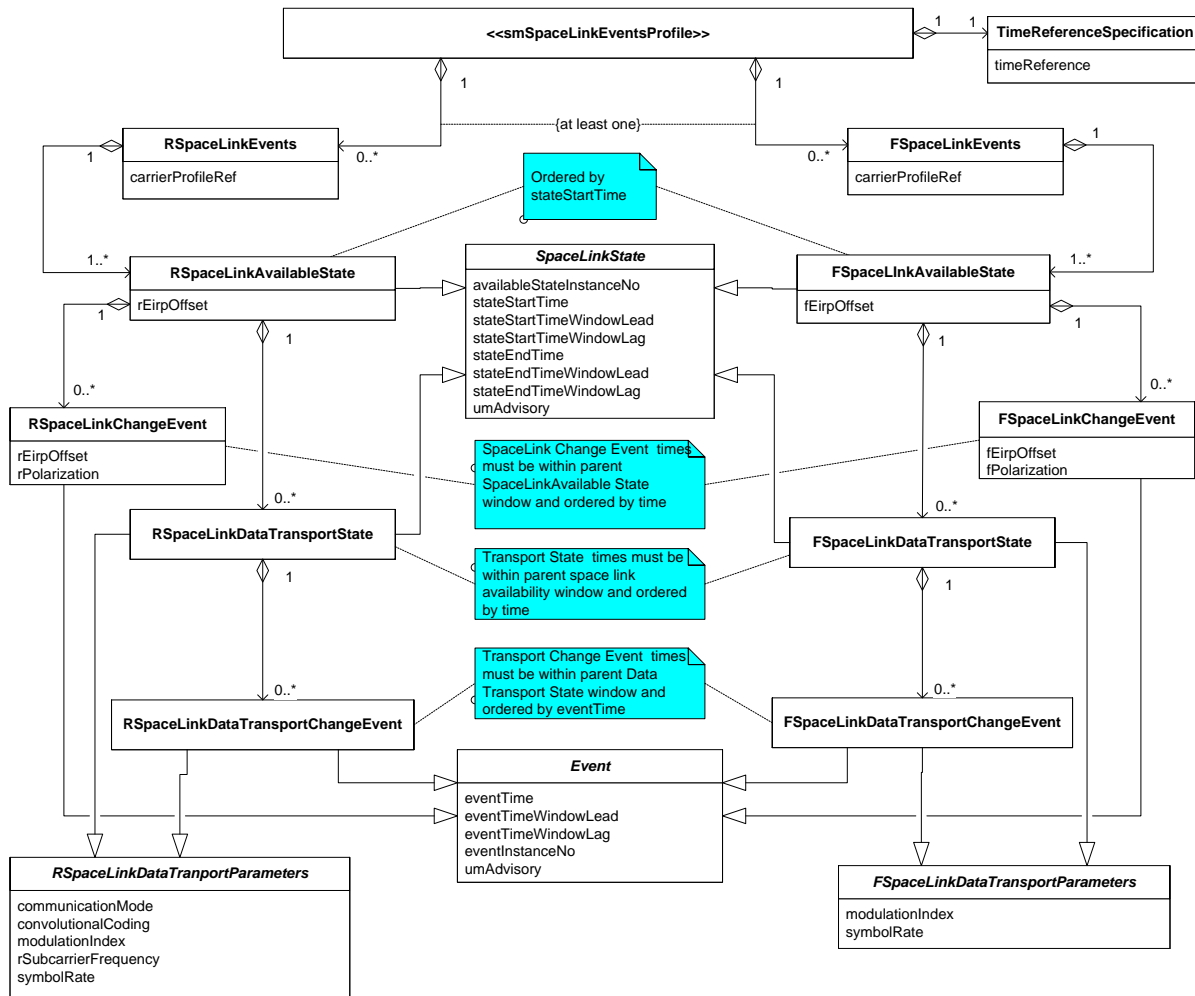 <<smSpaceLinkEventsProfile>>
1
1
TimeReferenceSpecification
timeReference
1
1
{at least one}
RSpaceLinkEvents
carrierProfileRef
1
0..*
FSpaceLinkEvents
carrierProfileRef
1
0..*
Ordered by
stateStartTime
1..*
1..*
RSpaceLinkAvailableState
rEirpOffset
1
1
SpaceLinkState
availableStateInstanceNo
stateStartTime
stateStartTimeWindowLead
stateStartTimeWindowLag
stateEndTime
stateEndTimeWindowLead
stateEndTimeWindowLag
umAdvisory
FSpaceLInkAvailableState
fEirpOffset
1
1
0..*
0..*
RSpaceLinkChangeEvent
rEirpOffset
rPolarization
SpaceLink Change Event  times
must be within parent
SpaceLinkAvailable State
window and ordered by time
FSpaceLinkChangeEvent
fEirpOffset
fPolarization
0..*
0..*
RSpaceLinkDataTransportState
1
Transport State  times must be
within parent space link
availability window and ordered
by time
FSpaceLinkDataTransportState
1
Transport Change Event  times
must be within parent Data
Transport State window and
ordered by eventTime
0..*
0..*
RSpaceLinkDataTransportChangeEvent
FSpaceLinkDataTransportChangeEvent
Event
eventTime
eventTimeWindowLead
eventTimeWindowLag
eventInstanceNo
umAdvisory
RSpaceLinkDataTranportParameters
communicationMode
convolutionalCoding
modulationIndex
rSubcarrierFrequency
symbolRate
FSpaceLinkDataTransportParameters
modulationIndex
symbolRate